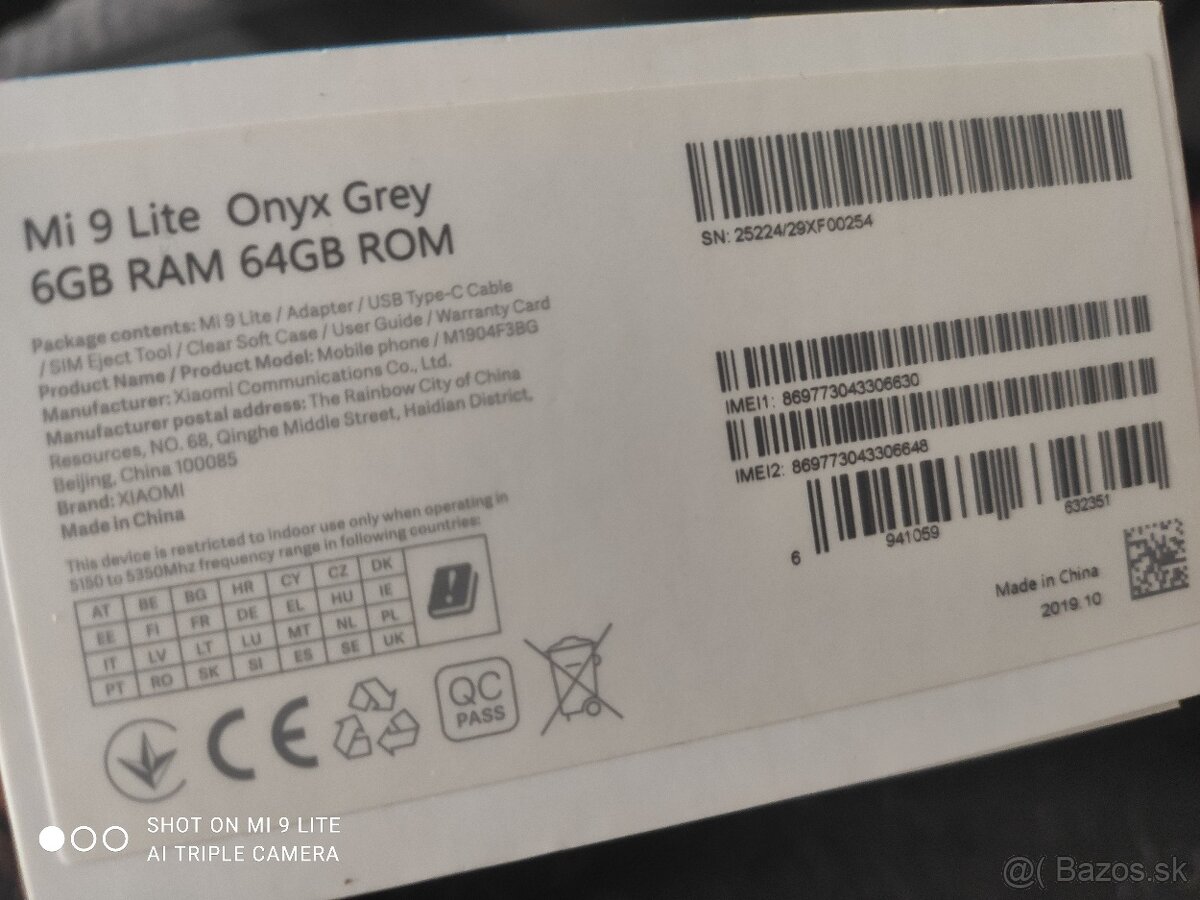 Mi 9 Lite Onyx Grey
6GB RAM 64GB ROM
Package contents: Mi 9 Lite / Adapter / USB Type-C Cable
/ SIM Eject Tool / Clear Soft Case / User Guide / Warranty Card
Product Name / Product Model: Mobile phone / M1904F3BG
Manufacturer: Xiaomi Communications Co., Ltd.
Manufacturer postal address: The Rainbow City of China
Resources, NO. 68, Qinghe Middle Street, Haidian District,
Beijing, China 100085
Brand: XIAOMI
Made in China
This device is restricted to indoor use only when operating in
5150 to 5350Mhz frequency range in following countries:
AT BE BG HR CY CZ DK
EE FI FR DE EL HU IE
IT LV LT LU MT NL PL
PT RO SK SI ES SE UK
CE
QC
PASS
SN: 25224/29XF00254
IMEI1: 869773043306630
IMEI2: 869773043306648
6 941059 632351
Made in China
2019.10
SHOT ON MI 9 LITE
AI TRIPLE CAMERA
@( Bazos.sk